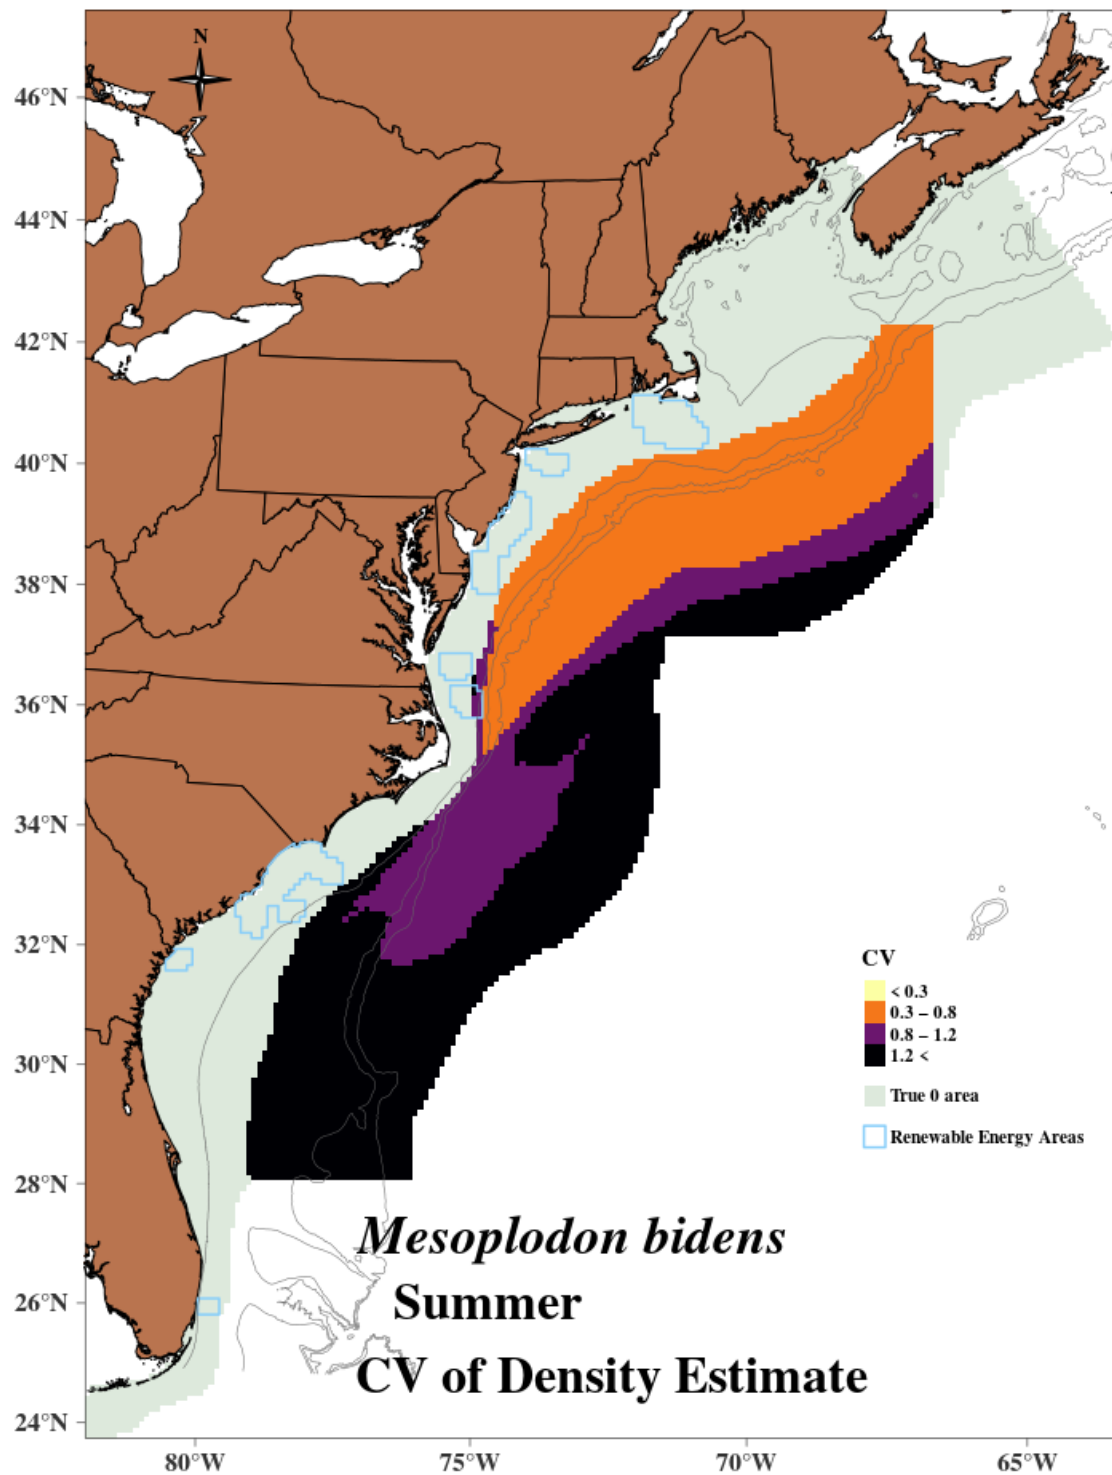 N
46°N
44°N
42°N
40°N
38°N
36°N
34°N
32°N
30°N
28°N
26°N
24°N
CV
< 0.3
0.3 – 0.8
0.8 – 1.2
1.2 <
True 0 area
Renewable Energy Areas
Mesoplodon bidens
Summer
CV of Density Estimate
80°W 75°W 70°W 65°W